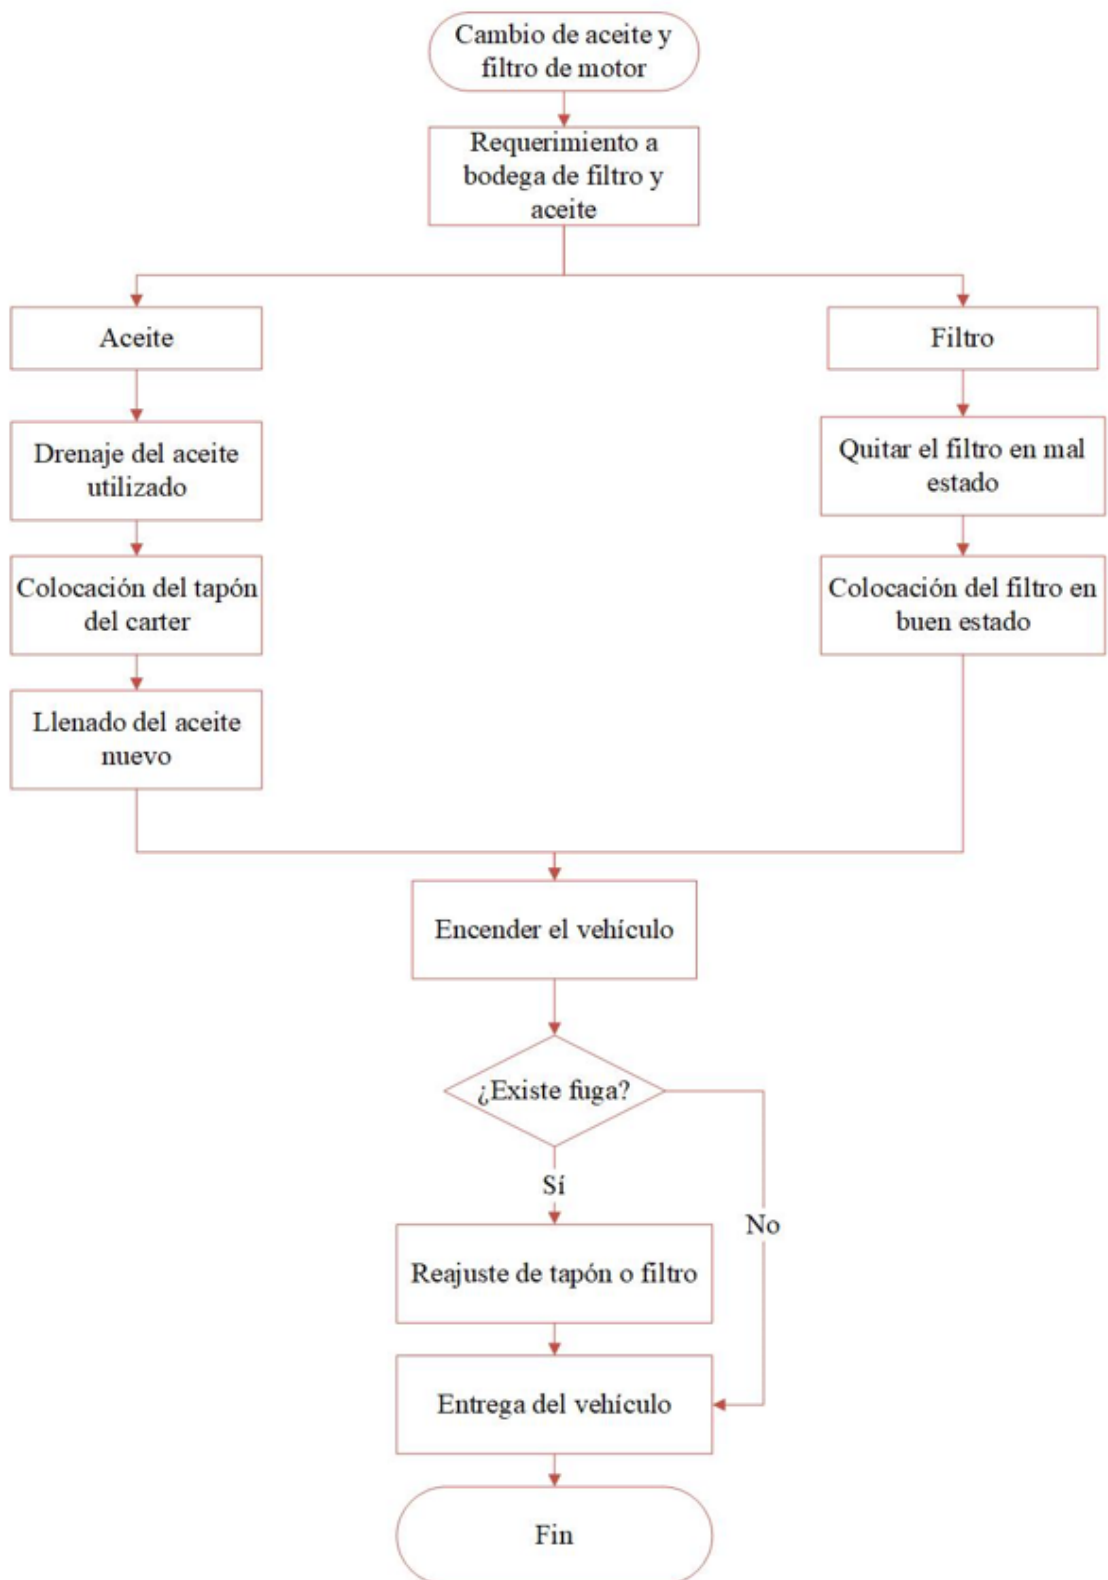 Cambio de aceite y
filtro de motor
Requerimiento a
bodega de filtro y
aceite
Aceite
Filtro
Drenaje del aceite
utilizado
Quitar el filtro en mal
estado
Colocación del tapón
del carter
Colocación del filtro en
buen estado
Llenado del aceite
nuevo
Encender el vehículo
¿Existe fuga?
Sí
No
Reajuste de tapón o filtro
Entrega del vehículo
Fin